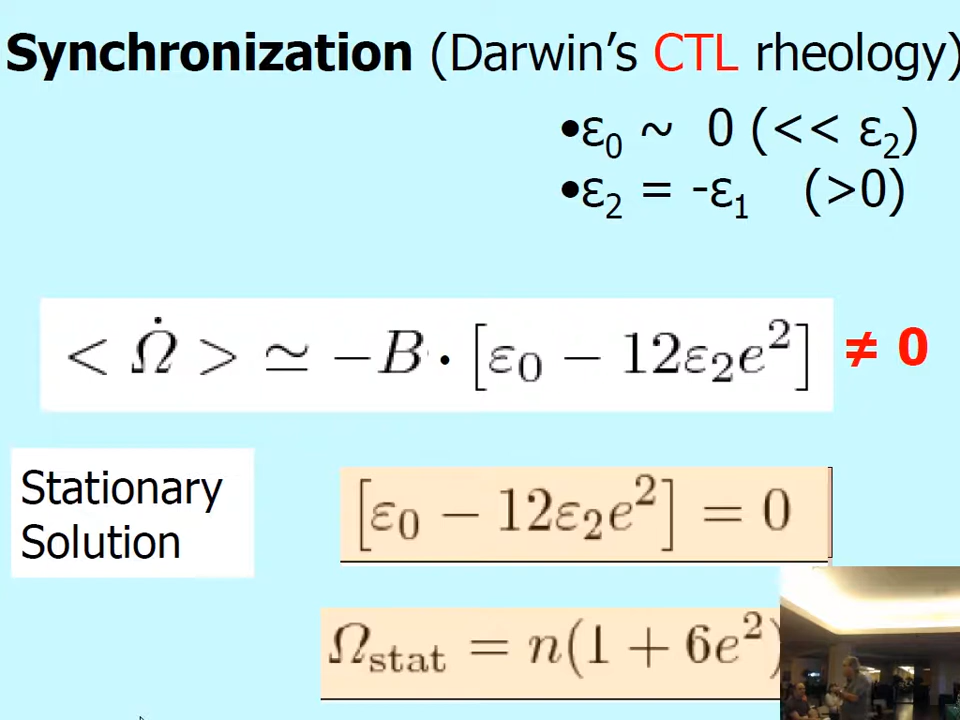 Synchronization (Darwin’s CTL rheology)
•ε₀ ~ 0 (<< ε₂)
•ε₂ = -ε₁ (>0)
< Ω̇ > ≃ −B · [ε₀ − 12ε₂e²] ≠ 0
Stationary
Solution
[ε₀ − 12ε₂e²] = 0
Ω_stat = n(1 + 6e²)